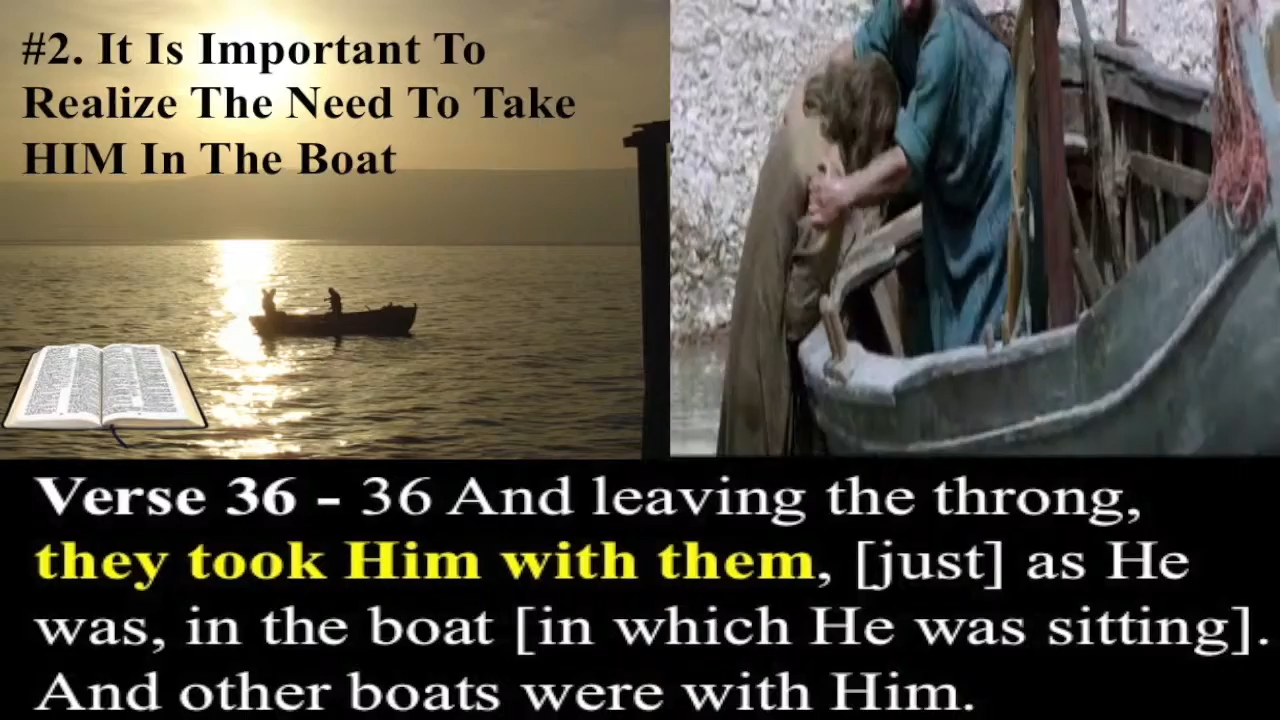 #2. It Is Important To
Realize The Need To Take
HIM In The Boat
Verse 36 - 36 And leaving the throng,
they took Him with them, [just] as He
was, in the boat [in which He was sitting].
And other boats were with Him.